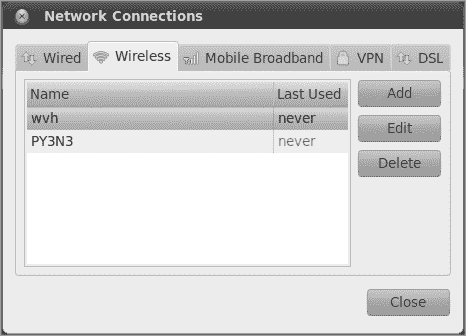 Network Connections
Wired Wireless Mobile Broadband VPN DSL
Name Last Used Add
wvh never
Edit
PY3N3 never
Delete
Close